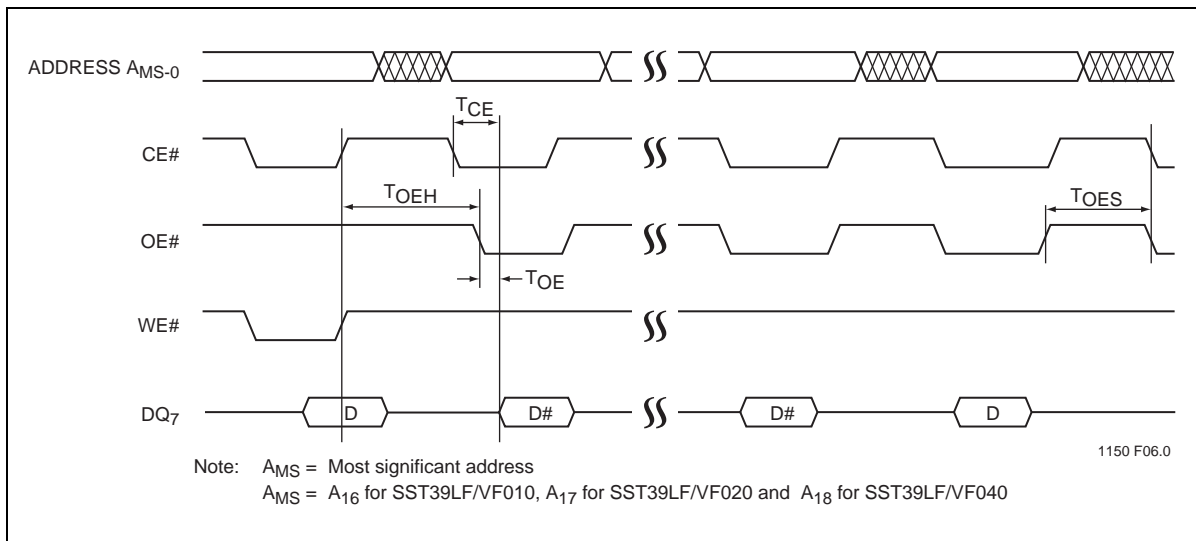 ADDRESS AMS-0
TCE
CE#
TOEH
TOES
OE#
TOE
WE#
DQ7
D
D#
D#
D
1150 F06.0
Note: AMS = Most significant address
AMS = A16 for SST39LF/VF010, A17 for SST39LF/VF020 and A18 for SST39LF/VF040